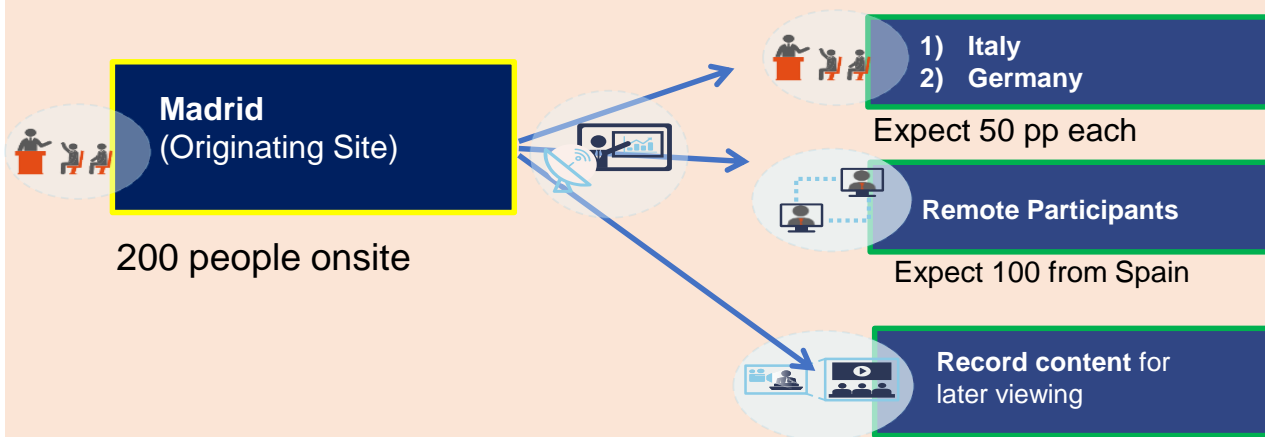 Madrid
(Originating Site)
200 people onsite
1) Italy
2) Germany
Expect 50 pp each
Remote Participants
Expect 100 from Spain
Record content for
later viewing